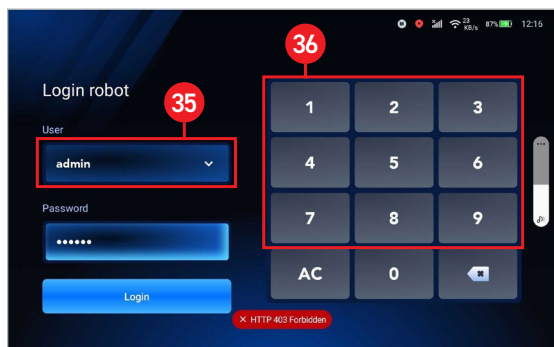 23
KB/s
87%
12:16
36
Login robot
35
User
admin
Password
Login
1 2 3
4 5 6
7 8 9
AC 0
× HTTP 403 Forbidden